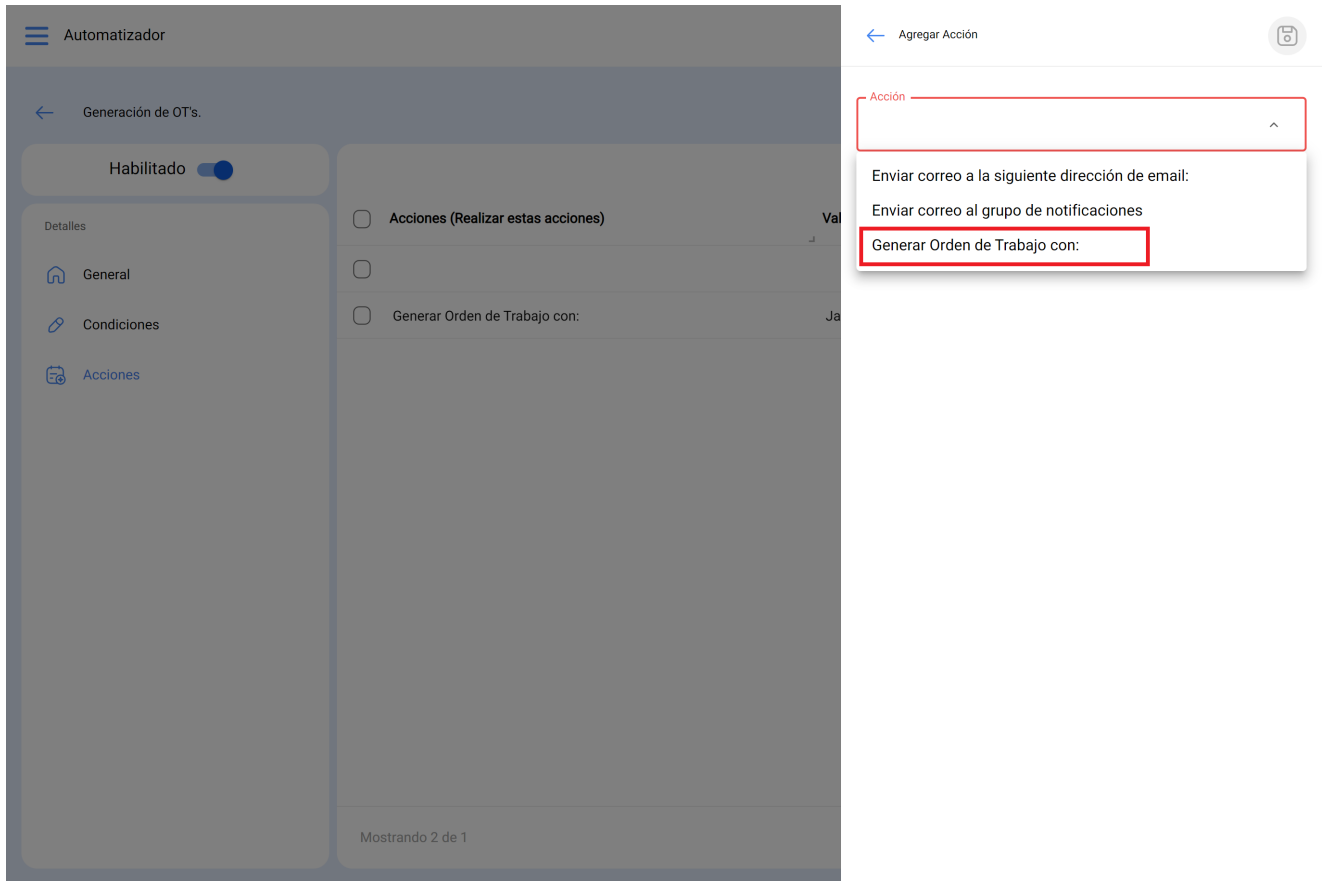 Automatizador
Agregar Acción
Generación de OT's.
Acción
Habilitado
Enviar correo a la siguiente dirección de email:
Enviar correo al grupo de notificaciones
Generar Orden de Trabajo con:
Detalles
General
Condiciones
Acciones
Acciones (Realizar estas acciones)
Val
Generar Orden de Trabajo con:
Ja
Mostrando 2 de 1